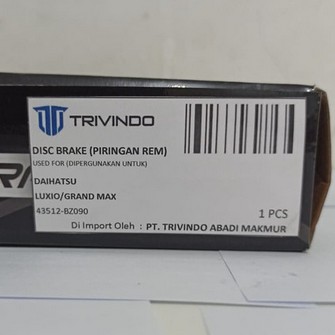 TRIVINDO
DISC BRAKE (PIRINGAN REM)
USED FOR (DIPERGUNAKAN UNTUK)
DAIHATSU
LUXIO/GRAND MAX
43512-BZ090
1 PCS
Di Import Oleh : PT. TRIVINDO ABADI MAKMUR